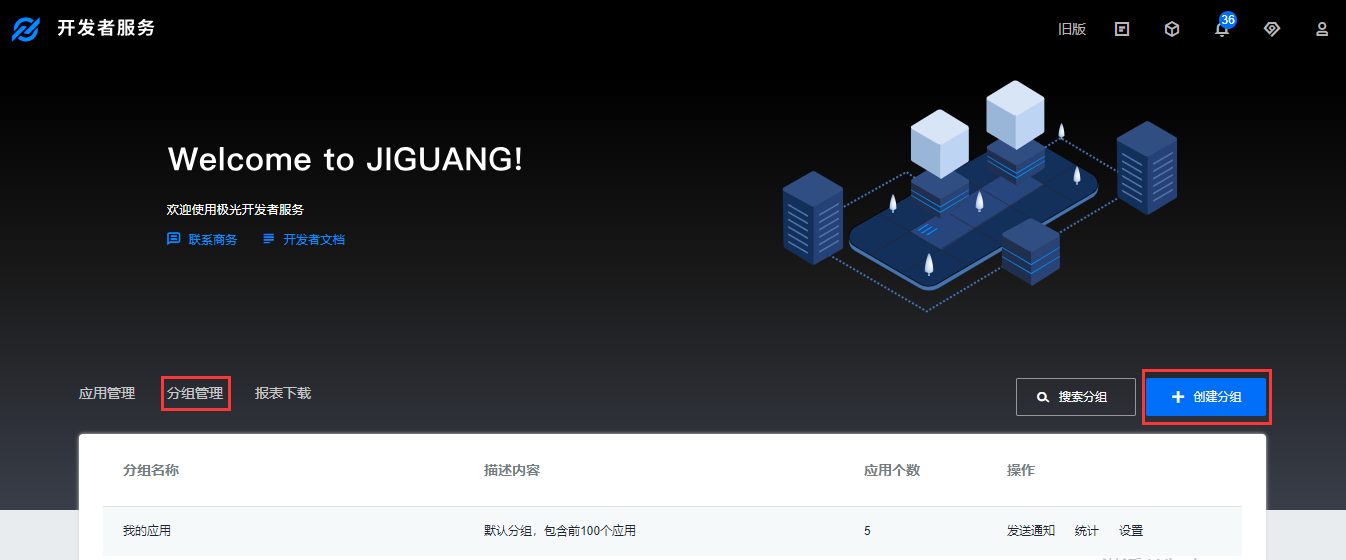 开发者服务
旧版
36
Welcome to JIGUANG!
欢迎使用极光开发者服务
联系商务 开发者文档
应用管理 分组管理 报表下载 搜索分组 创建分组
分组名称 描述内容 应用个数 操作
我的应用 默认分组，包含前100个应用 5 发送通知 统计 设置